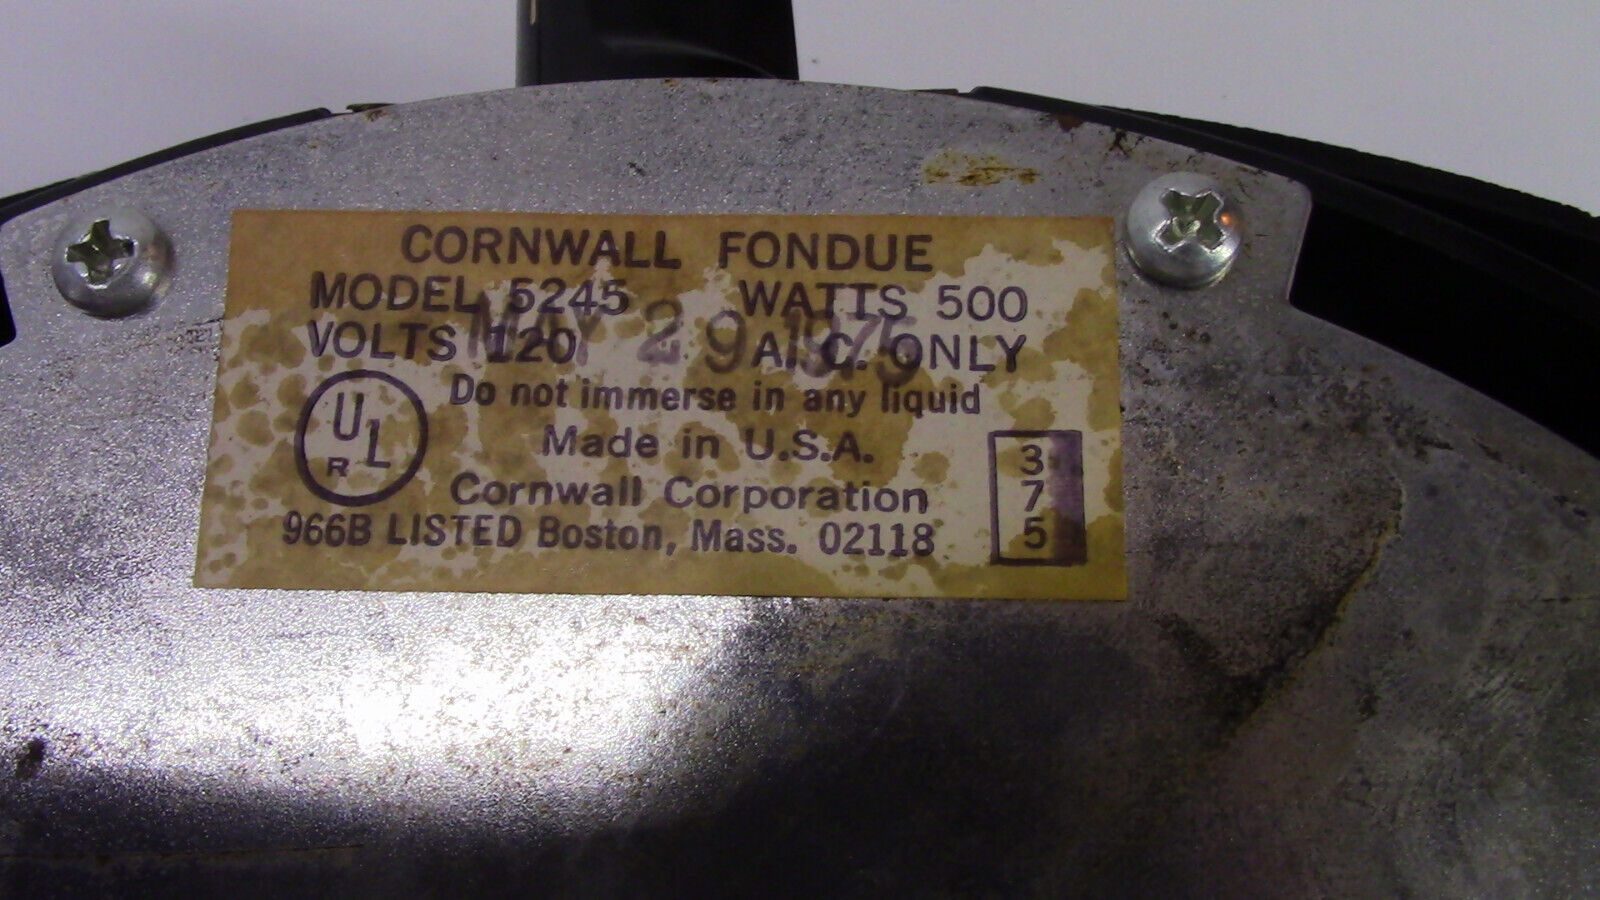 CORNWALL FONDUE
MODEL 5245 WATTS 500
MAY 29 1975
VOLTS 120 A. C. ONLY
Do not immerse in any liquid
UL
R
Made in U.S.A.
Cornwall Corporation
966B LISTED Boston, Mass. 02118
3
7
5